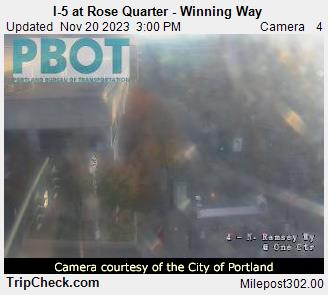 I-5 at Rose Quarter - Winning Way
Updated Nov 20 2023 3:00 PM Camera 4
PBOT
PORTLAND BUREAU OF TRANSPORTATION
4 - N. Ramsey Wy
@ One Ctr
Camera courtesy of the City of Portland
TripCheck.com Milepost302.00